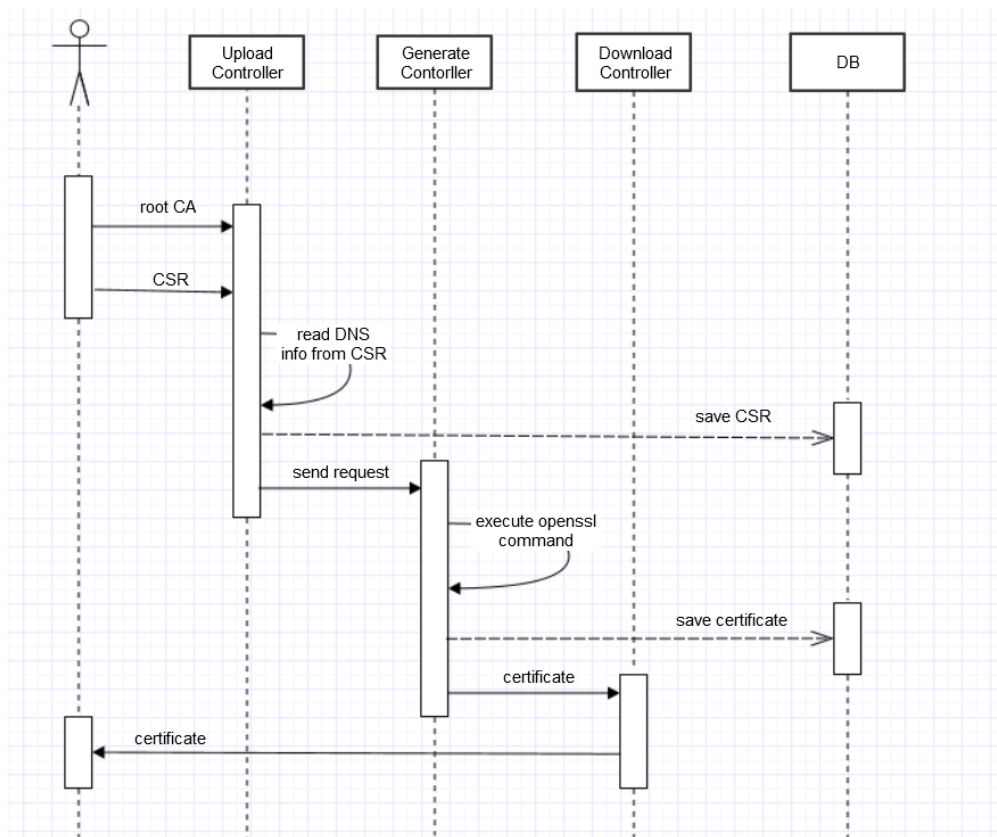 Upload
Controller
Generate
Contorller
Download
Controller
DB
root CA
CSR
read DNS
info from CSR
save CSR
send request
execute openssl
command
save certificate
certificate
certificate